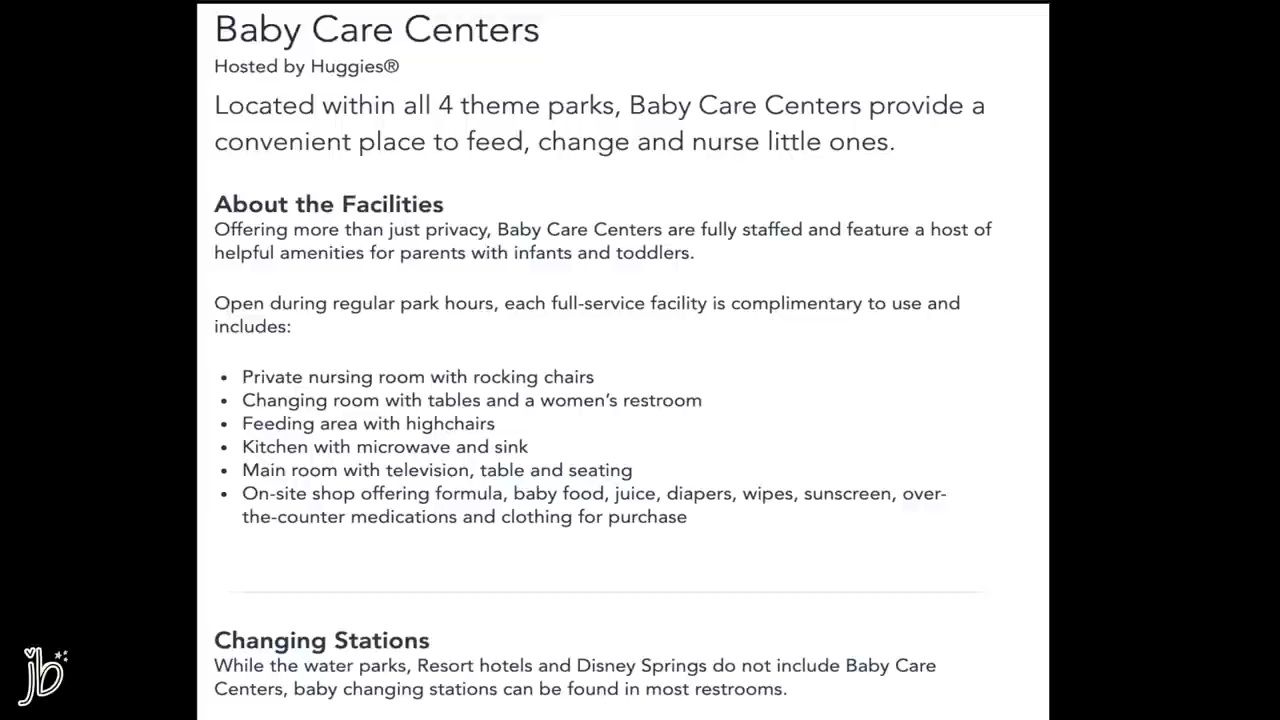 Baby Care Centers
Hosted by Huggies®
Located within all 4 theme parks, Baby Care Centers provide a
convenient place to feed, change and nurse little ones.
About the Facilities
Offering more than just privacy, Baby Care Centers are fully staffed and feature a host of
helpful amenities for parents with infants and toddlers.
Open during regular park hours, each full-service facility is complimentary to use and
includes:
• Private nursing room with rocking chairs
• Changing room with tables and a women’s restroom
• Feeding area with highchairs
• Kitchen with microwave and sink
• Main room with television, table and seating
• On-site shop offering formula, baby food, juice, diapers, wipes, sunscreen, over-
the-counter medications and clothing for purchase
Changing Stations
While the water parks, Resort hotels and Disney Springs do not include Baby Care
Centers, baby changing stations can be found in most restrooms.
jb